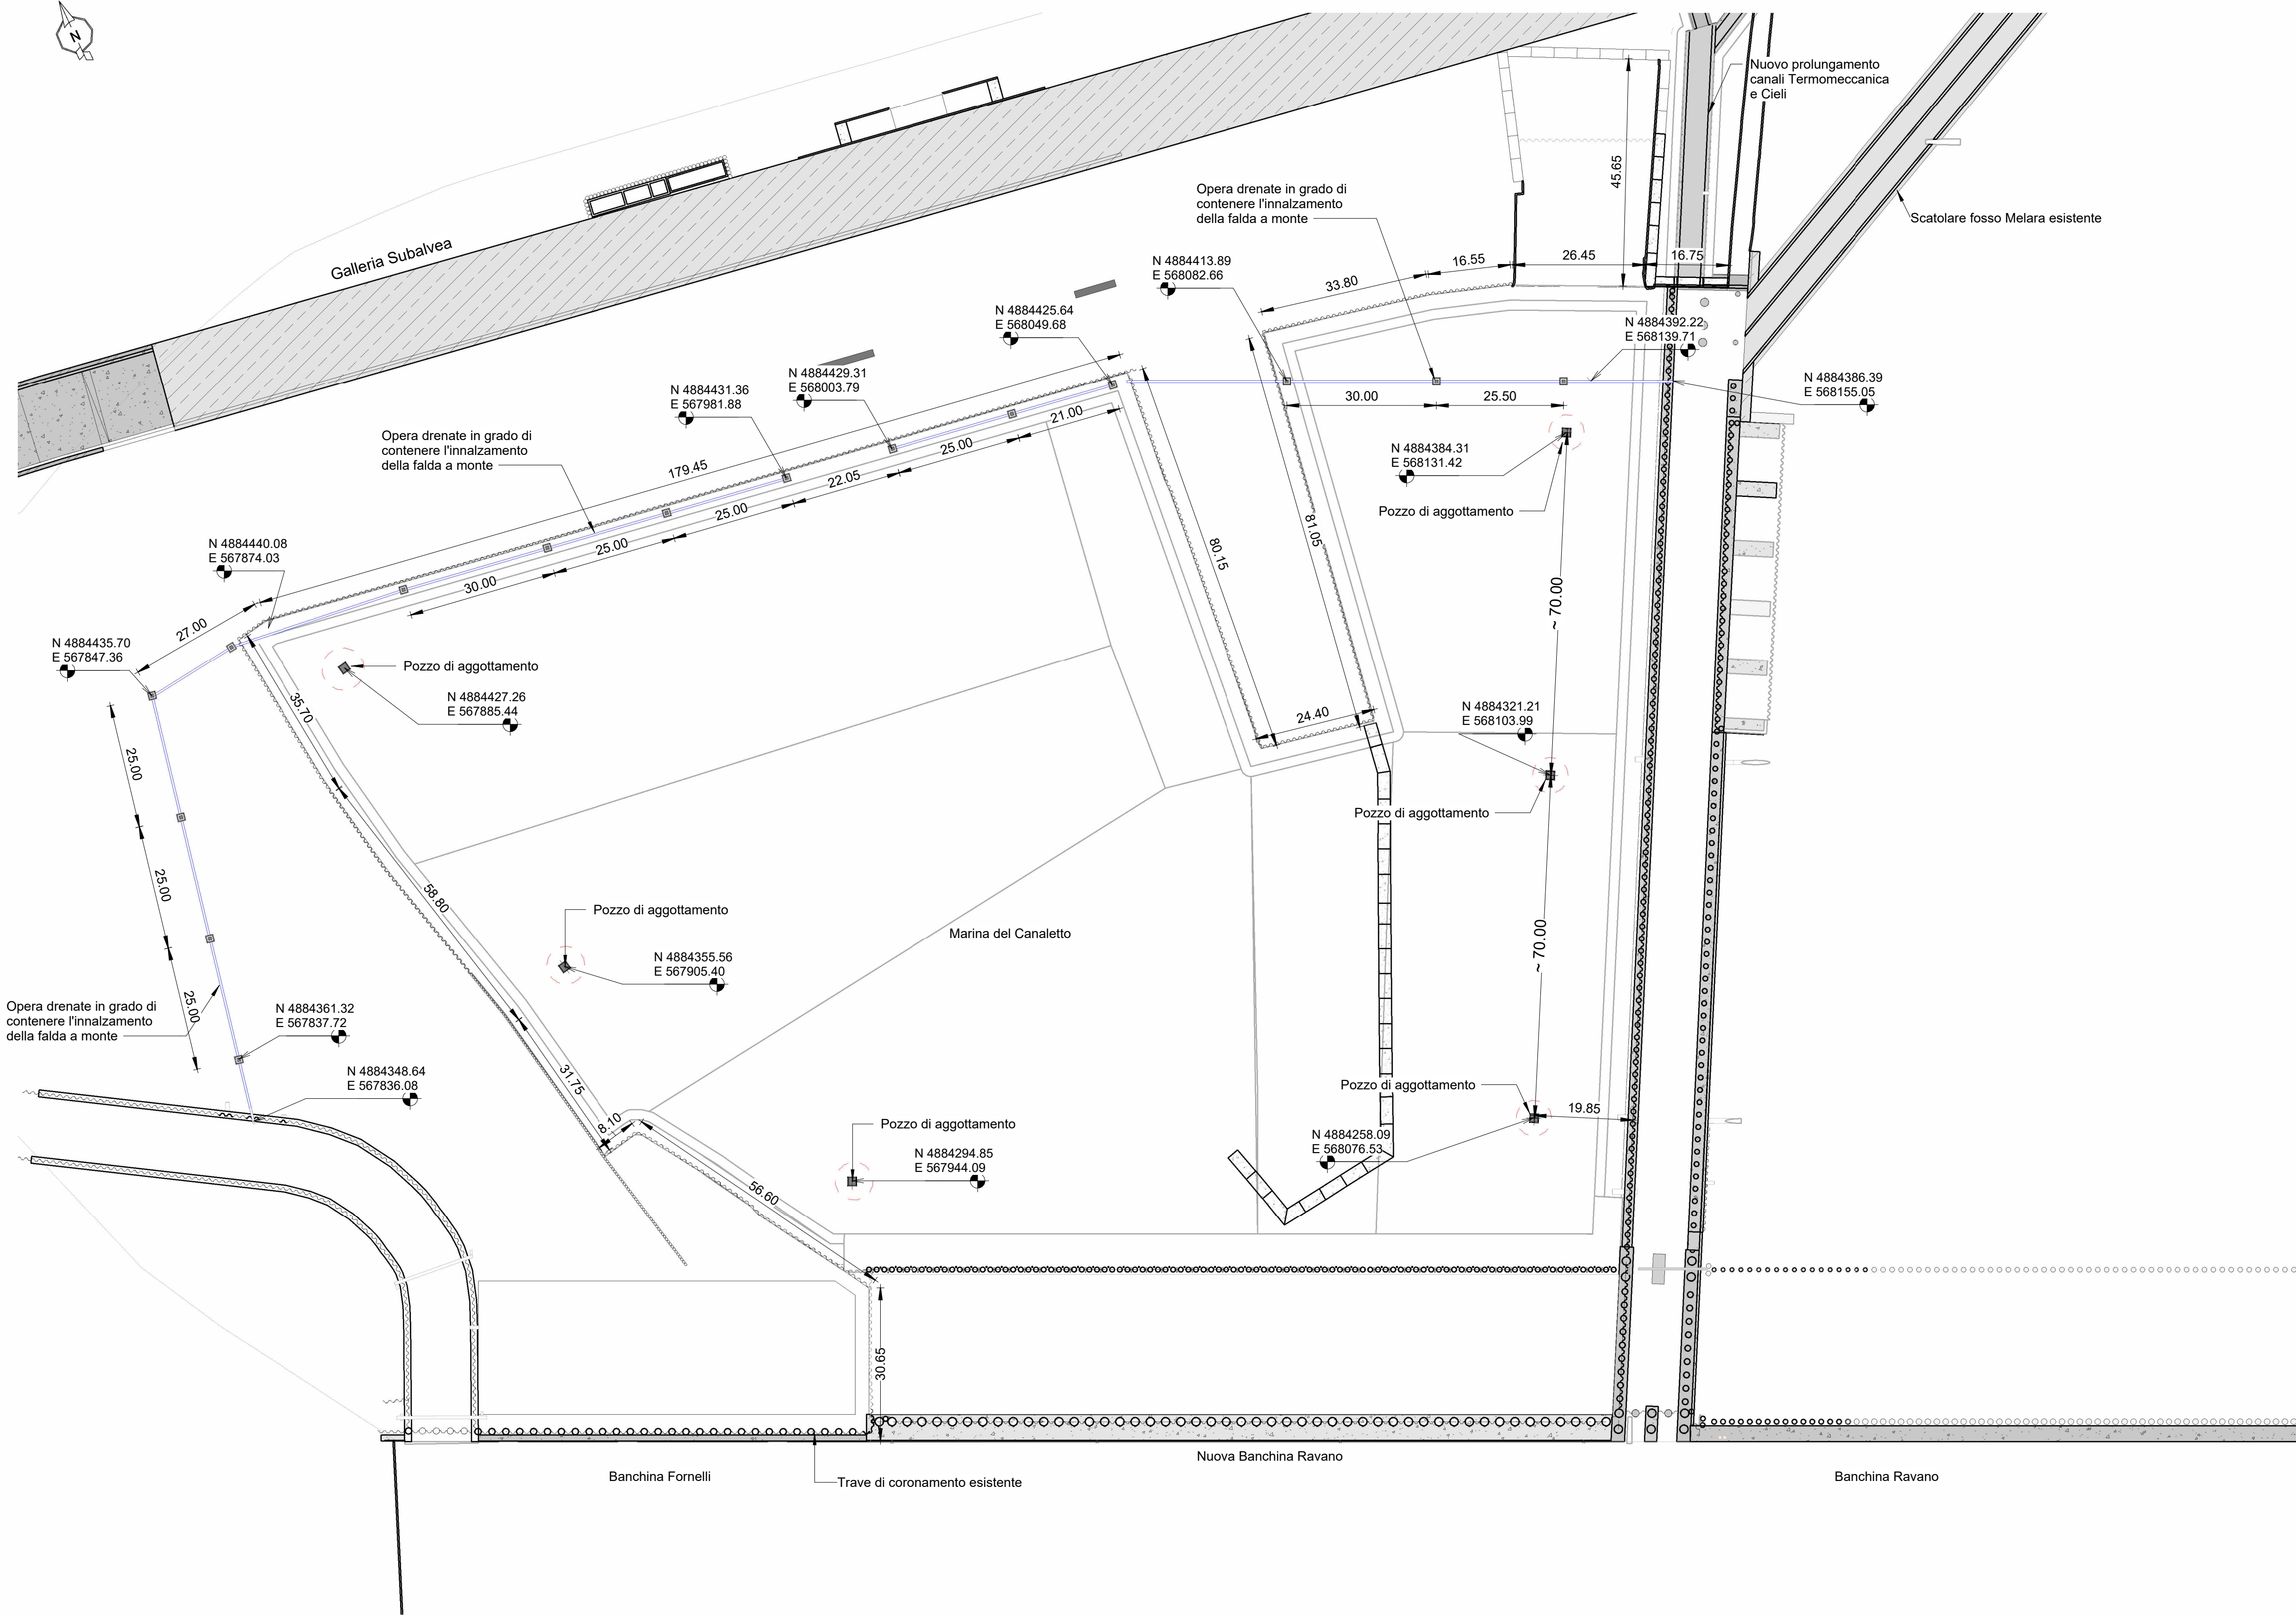 N
Nuovo prolungamento
canali Termomeccanica
e Cieli
45.65
Opera drenate in grado di
contenere l'innalzamento
della falda a monte
Scatolare fosso Melara esistente
Galleria Subalvea
16.55
26.45
16.75
N 4884413.89
E 568082.66
33.80
N 4884425.64
E 568049.68
N 4884392.22
E 568139.71
N 4884429.31
E 568003.79
N 4884386.39
E 568155.05
N 4884431.36
E 567981.88
30.00
25.50
21.00
25.00
Opera drenate in grado di
contenere l'innalzamento
della falda a monte
N 4884384.31
E 568131.42
179.45
22.05
25.00
Pozzo di aggottamento
81.05
80.15
25.00
N 4884440.08
E 567874.03
30.00
~ 70.00
27.00
N 4884435.70
E 567847.36
Pozzo di aggottamento
N 4884427.26
E 567885.44
35.70
24.40
N 4884321.21
E 568103.99
25.00
Pozzo di aggottamento
25.00
58.80
Pozzo di aggottamento
Marina del Canaletto
~ 70.00
N 4884355.56
E 567905.40
25.00
Opera drenate in grado di
contenere l'innalzamento
della falda a monte
N 4884361.32
E 567837.72
N 4884348.64
E 567836.08
31.75
Pozzo di aggottamento
19.85
8.10
Pozzo di aggottamento
N 4884258.09
E 568076.53
N 4884294.85
E 567944.09
56.60
30.65
Nuova Banchina Ravano
Banchina Fornelli
Trave di coronamento esistente
Banchina Ravano